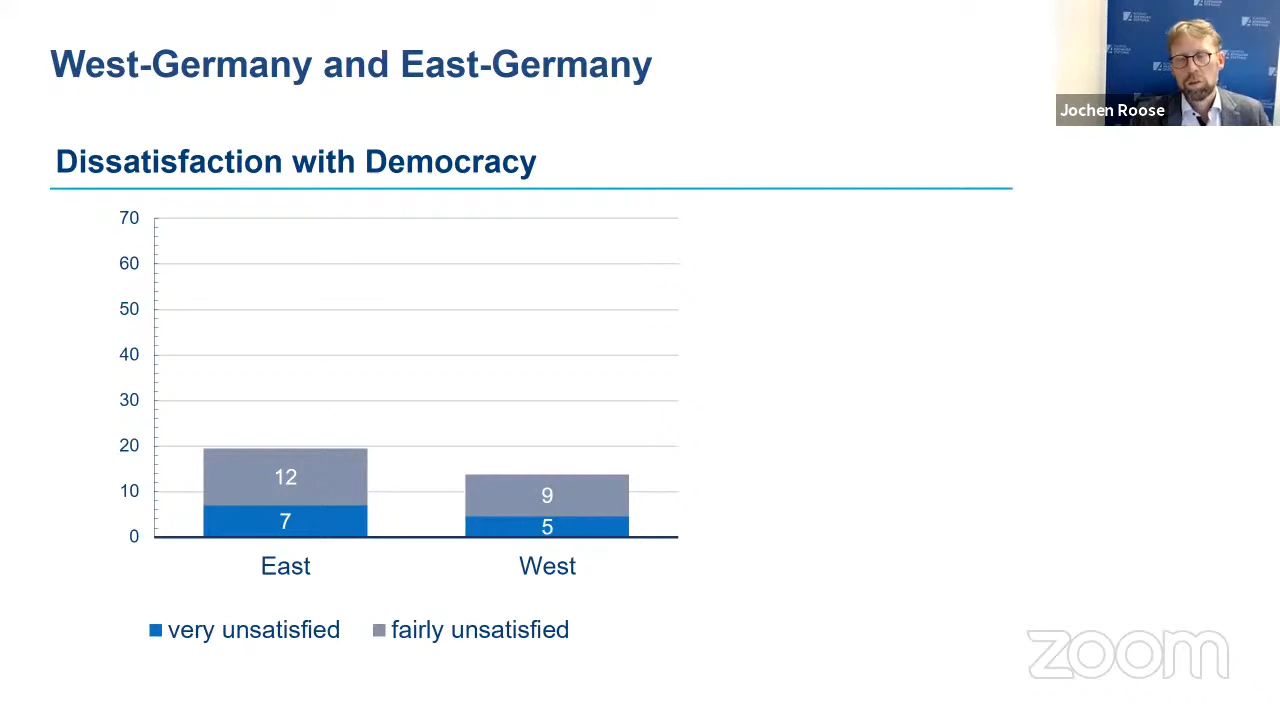 West-Germany and East-Germany
Jochen Roose
Dissatisfaction with Democracy
70
60
50
40
30
20
10
0
12
7
9
5
East
West
very unsatisfied
fairly unsatisfied
zoom